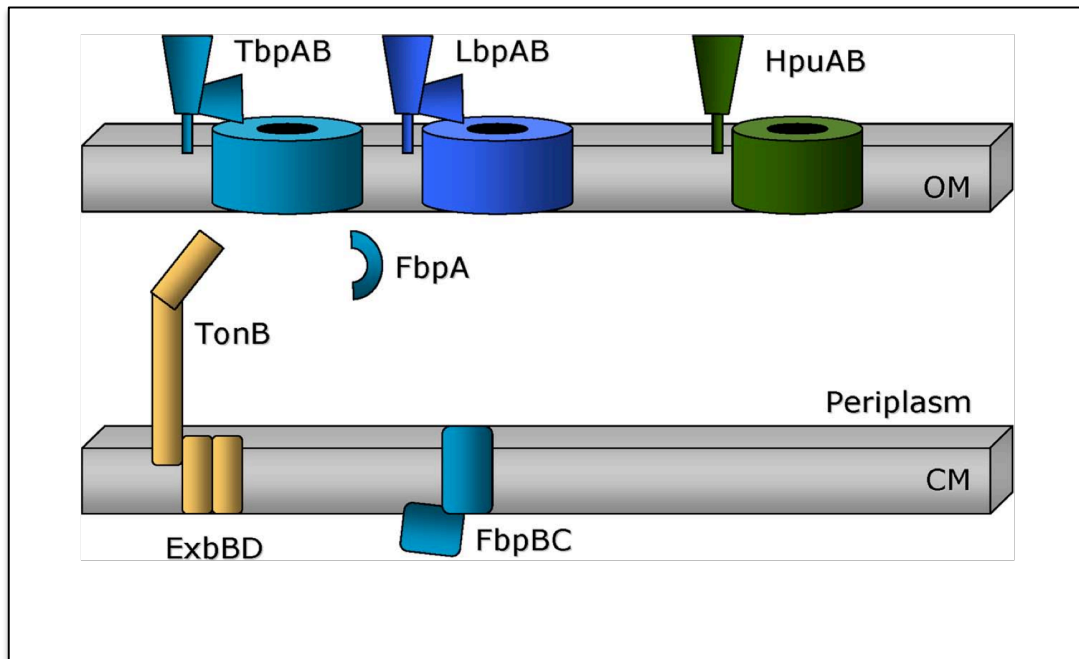 TbpAB
LbpAB
HpuAB
OM
FbpA
TonB
Periplasm
CM
ExbBD
FbpBC